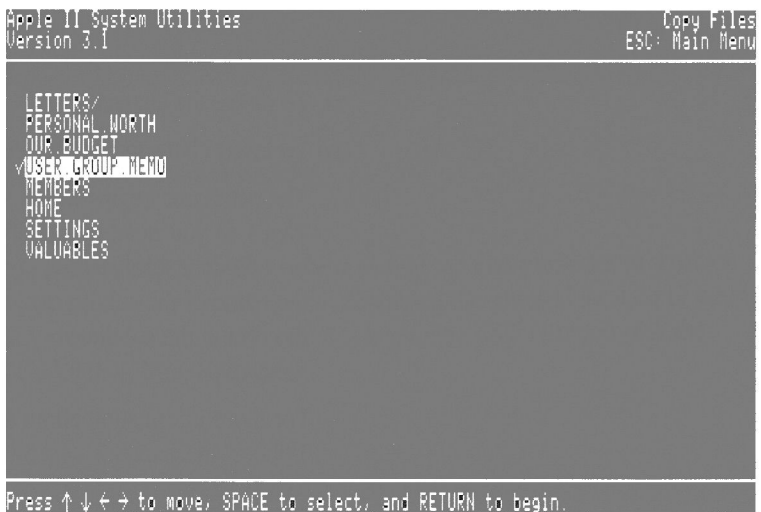 Apple II System Utilities Copy Files
Version 3.1 ESC: Main Menu
LETTERS/
PERSONAL.WORTH
OUR.BUDGET
√USER.GROUP.MEMO
MEMBERS
HOME
SETTINGS
VALUABLES
Press ↑ ↓ ← → to move, SPACE to select, and RETURN to begin.